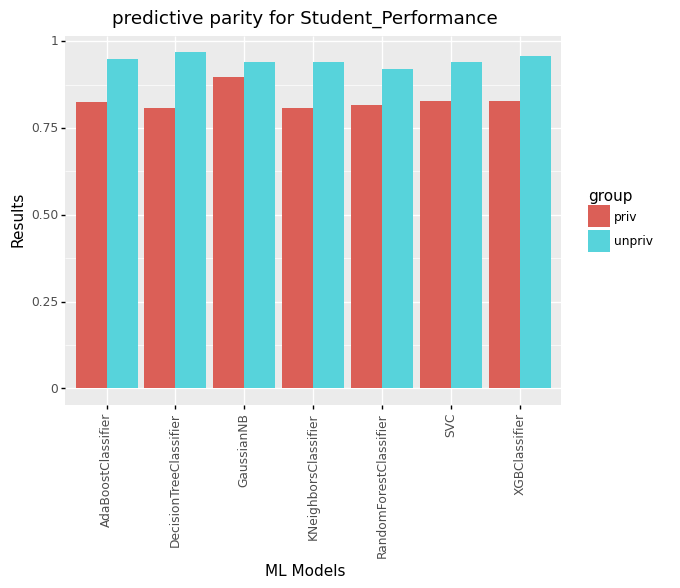 predictive parity for Student_Performance
1
0.75
0.50
0.25
0
Results
group
priv
unpriv
AdaBoostClassifier
DecisionTreeClassifier
GaussianNB
KNeighborsClassifier
RandomForestClassifier
SVC
XGBClassifier
ML Models